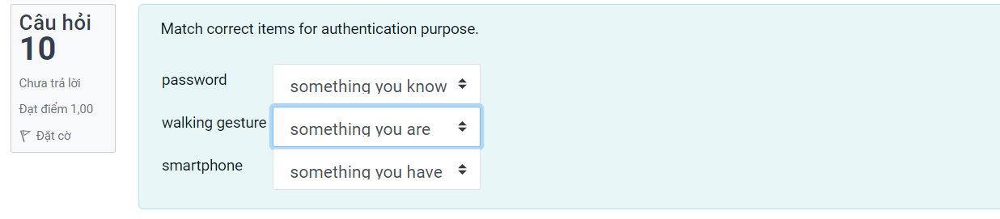 Câu hỏi
10
Chưa trả lời
Đạt điểm 1,00
Đặt cờ
Match correct items for authentication purpose.
password something you know
walking gesture something you are
smartphone something you have